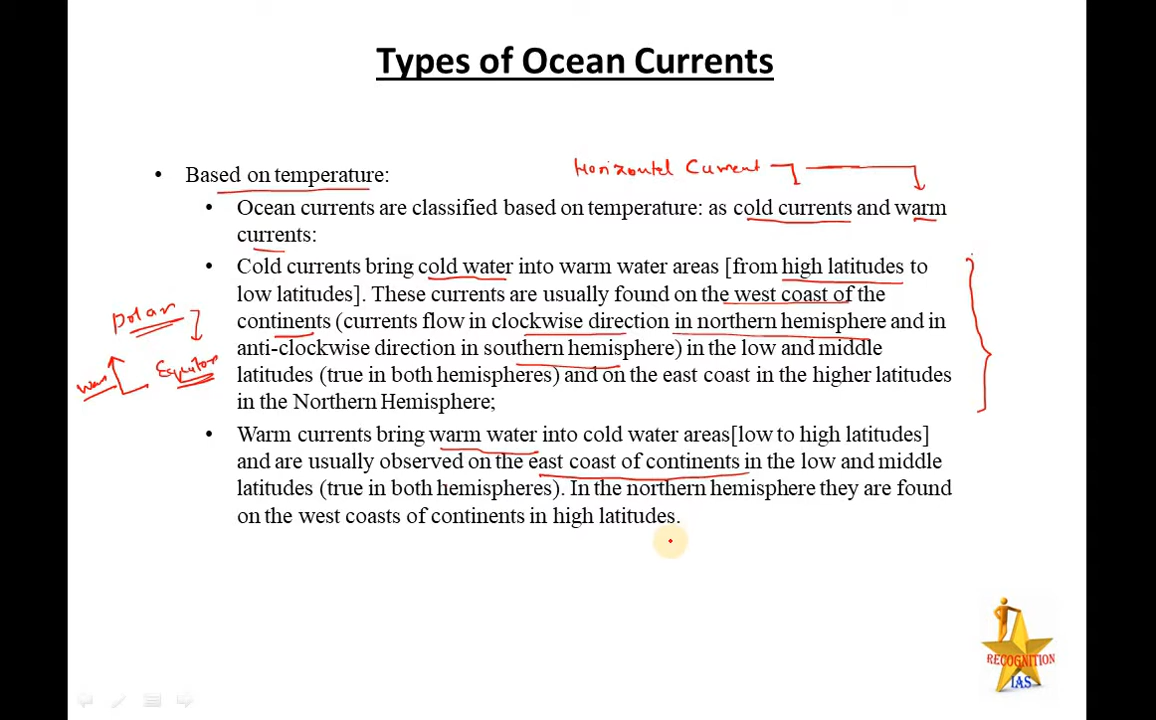 Types of Ocean Currents
• Based on temperature:
Horizontal Current
• Ocean currents are classified based on temperature: as cold currents and warm
currents:
• Cold currents bring cold water into warm water areas [from high latitudes to
low latitudes]. These currents are usually found on the west coast of the
continents (currents flow in clockwise direction in northern hemisphere and in
anti-clockwise direction in southern hemisphere) in the low and middle
latitudes (true in both hemispheres) and on the east coast in the higher latitudes
in the Northern Hemisphere;
polar
Equator
• Warm currents bring warm water into cold water areas[low to high latitudes]
and are usually observed on the east coast of continents in the low and middle
latitudes (true in both hemispheres). In the northern hemisphere they are found
on the west coasts of continents in high latitudes.
RECOGNITION
IAS